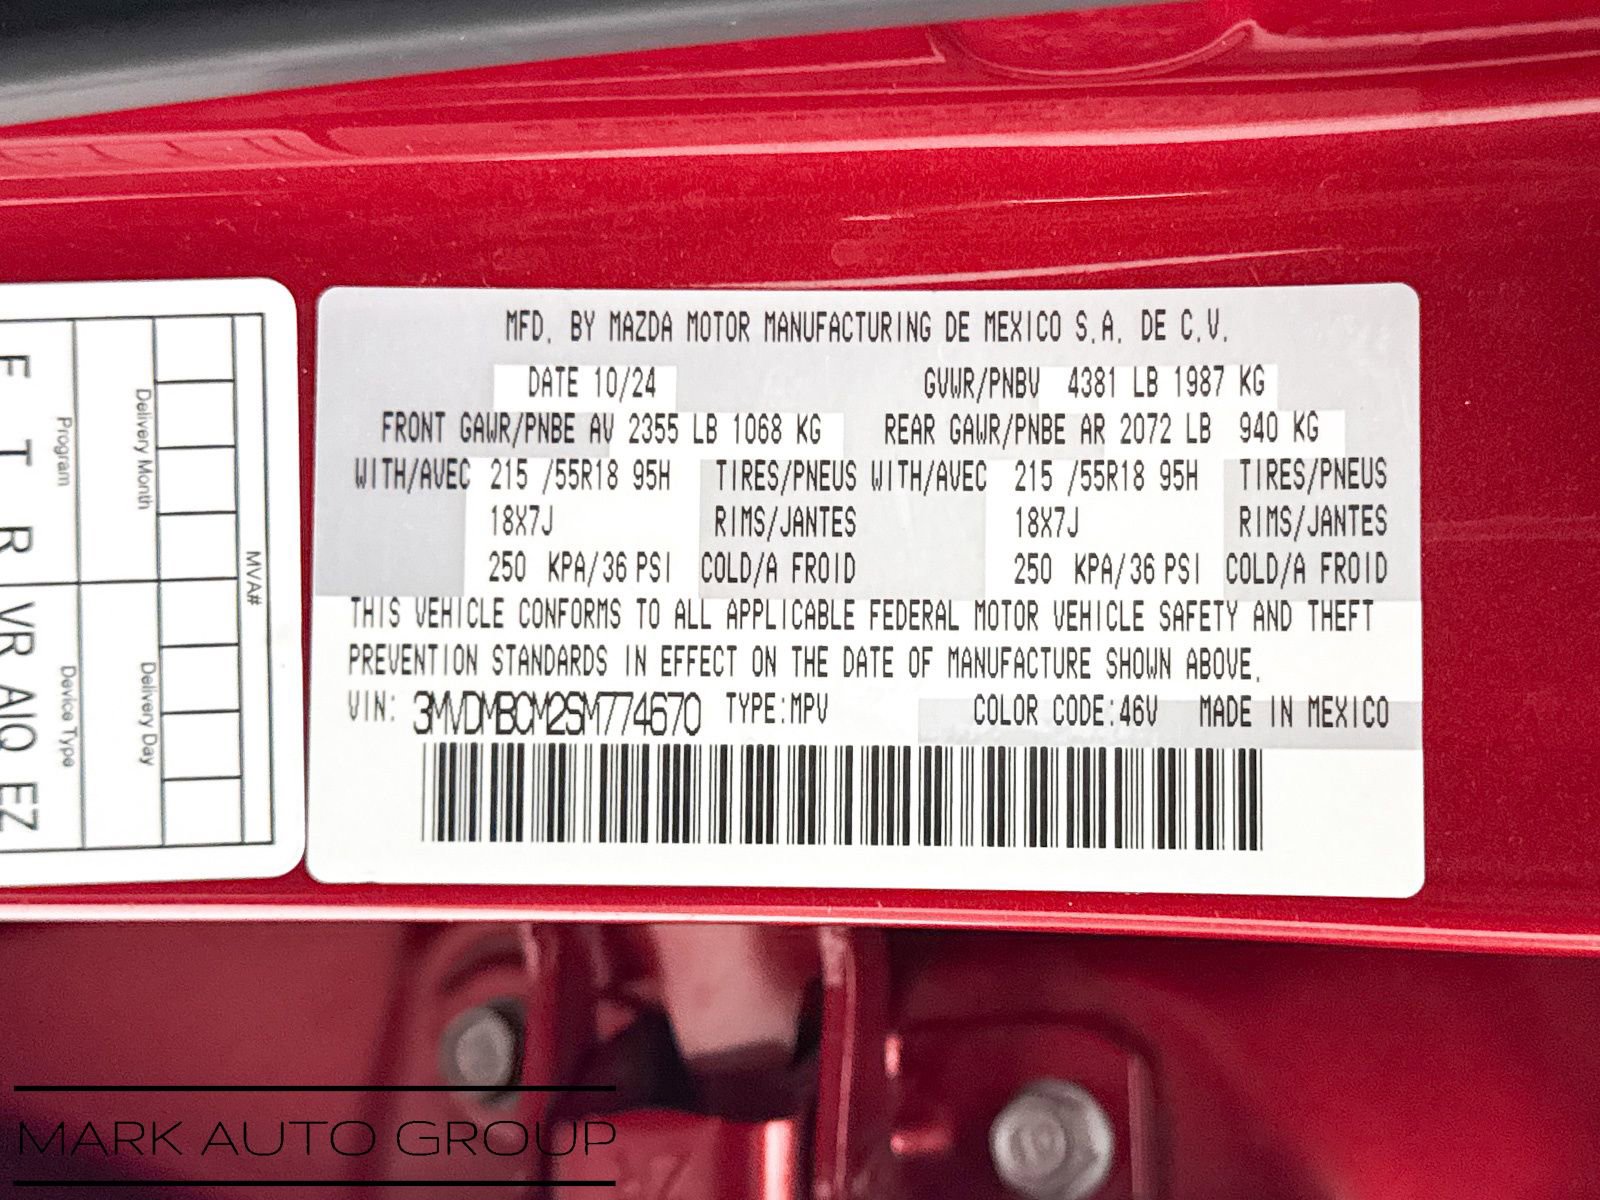 MFD. BY MAZDA MOTOR MANUFACTURING DE MEXICO S.A. DE C.V.
DATE 10/24 GVWR/PNBV 4381 LB 1987 KG
FRONT GAWR/PNBE AV 2355 LB 1068 KG REAR GAWR/PNBE AR 2072 LB 940 KG
WITH/AVEC 215 /55R18 95H TIRES/PNEUS WITH/AVEC 215 /55R18 95H TIRES/PNEUS
18X7J RIMS/JANTES 18X7J RIMS/JANTES
250 KPA/36 PSI COLD/A FROID 250 KPA/36 PSI COLD/A FROID
THIS VEHICLE CONFORMS TO ALL APPLICABLE FEDERAL MOTOR VEHICLE SAFETY AND THEFT
PREVENTION STANDARDS IN EFFECT ON THE DATE OF MANUFACTURE SHOWN ABOVE.
VIN: 3MVDMBCM2SM774670 TYPE:MPV COLOR CODE:46V MADE IN MEXICO
MVA#
Delivery Month
Delivery Day
Program
Device Type
F T R VR AIQ EZ
MARK AUTO GROUP